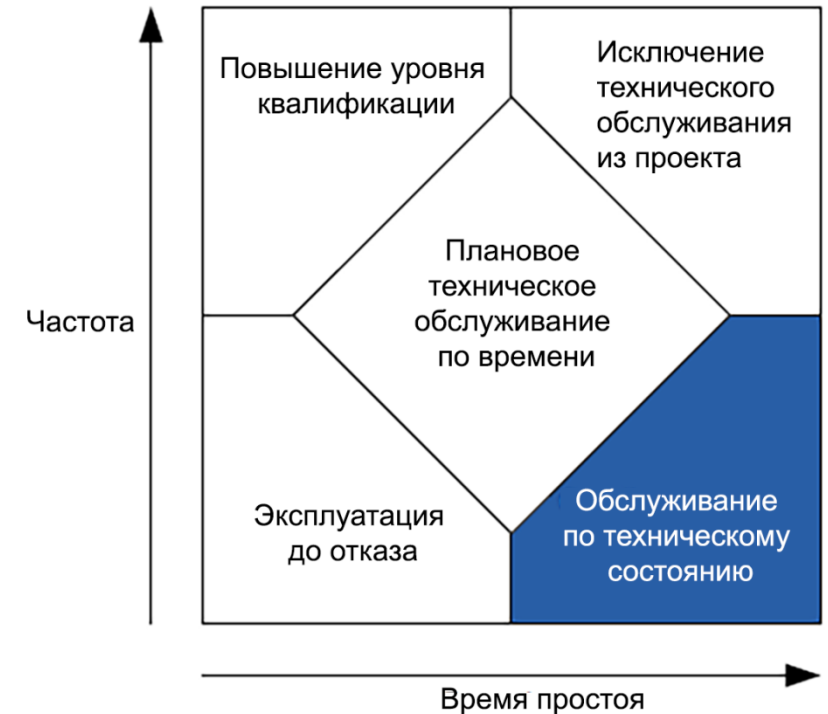 Повышение уровня
квалификации
Исключение
технического
обслуживания
из проекта
Плановое
техническое
обслуживание
по времени
Частота
Эксплуатация
до отказа
Обслуживание
по техническому
состоянию
Время простоя